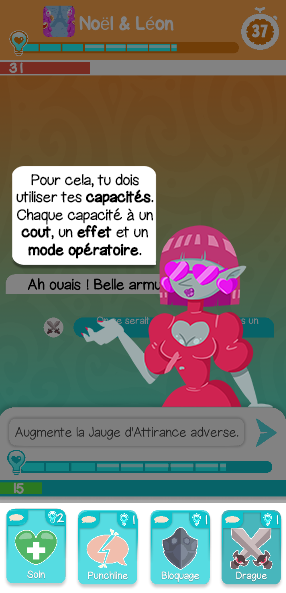 Noël & Léon
37
31
Pour cela, tu dois
utiliser tes capacités.
Chaque capacité à un
cout, un effet et un
mode opératoire.
Ah ouais ! Belle armu
serait
un
Augmente la Jauge d'Attirance adverse.
15
2
1
1
1
Soin
Punchline
Bloquage
Drague